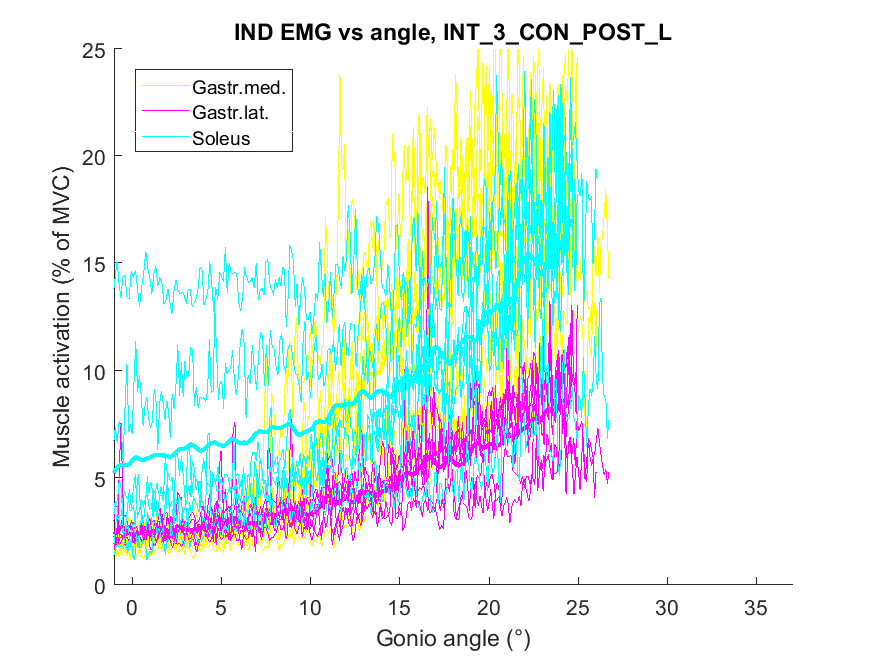 IND EMG vs angle, INT_3_CON_POST_L
25
20
15
10
5
0
Muscle activation (% of MVC)
Gastr.med.
Gastr.lat.
Soleus
0 5 10 15 20 25 30 35
Gonio angle (°)